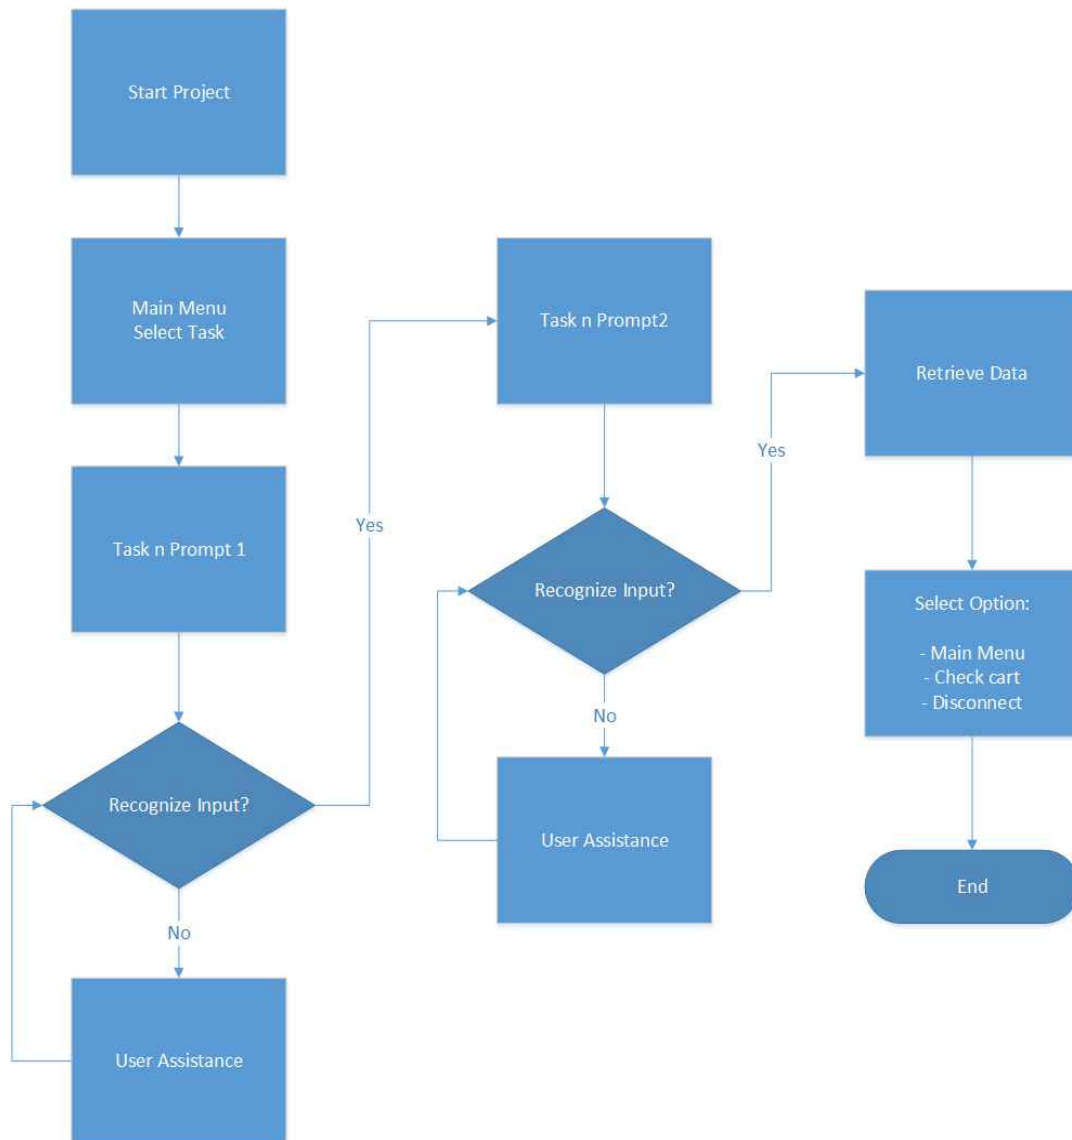 Start Project
Main Menu
Select Task
Task n Prompt 1
Recognize Input?
No
User Assistance
Yes
Task n Prompt2
Recognize Input?
No
User Assistance
Yes
Retrieve Data
Select Option:
- Main Menu
- Check cart
- Disconnect
End